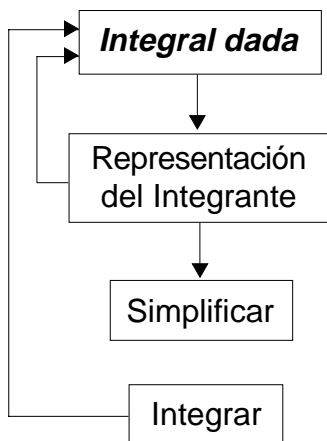 Integral dada
Representación
del Integrante
Simplificar
Integrar